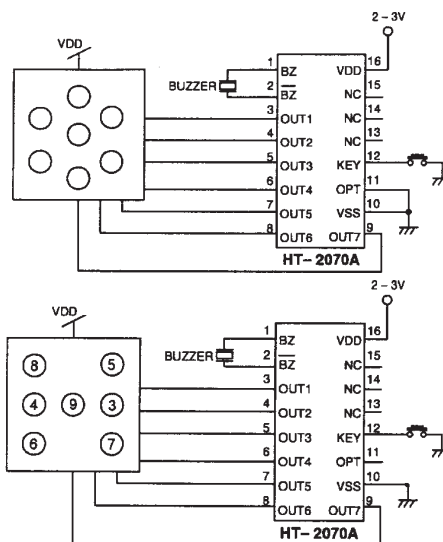 VDD
2 – 3V
BUZZER
1 BZ VDD 16
2 BZ NC 15
3 OUT1 NC 14
4 OUT2 NC 13
5 OUT3 KEY 12
6 OUT4 OPT 11
7 OUT5 VSS 10
8 OUT6 OUT7 9
HT– 2070A
VDD
2 – 3V
8 5
4 9 3
6 7
BUZZER
1 BZ VDD 16
2 BZ NC 15
3 OUT1 NC 14
4 OUT2 NC 13
5 OUT3 KEY 12
6 OUT4 OPT 11
7 OUT5 VSS 10
8 OUT6 OUT7 9
HT– 2070A